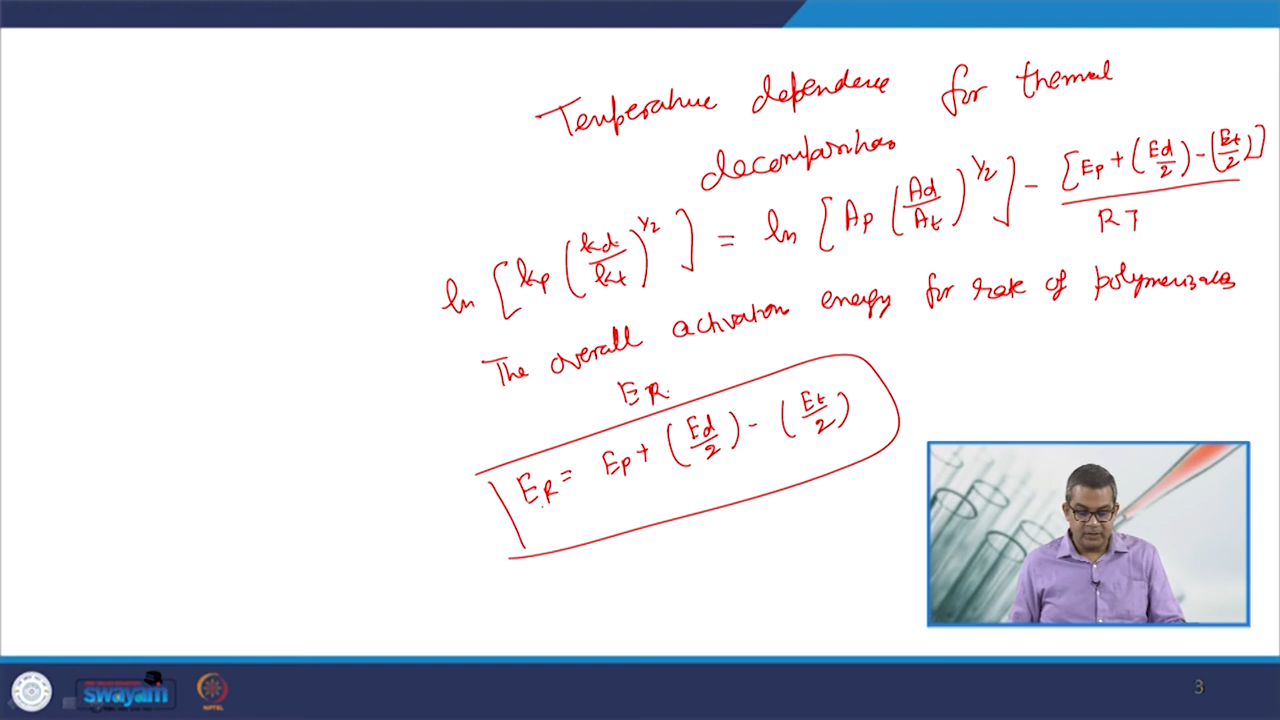 Temperature dependence for thermal
decomposition
ln [kp (kd/kt)^1/2] = ln [Ap (Ad/At)^1/2] - [Ep + (Ed/2) - (Et/2)]/RT
The overall activation energy for rate of polymerization
ER.
ER = Ep + (Ed/2) - (Et/2)
swayam
3